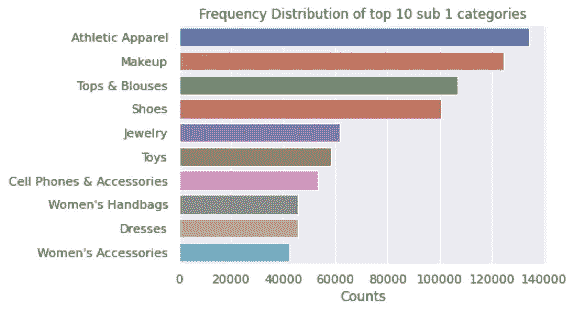 Frequency Distribution of top 10 sub 1 categories
Athletic Apparel
Makeup
Tops & Blouses
Shoes
Jewelry
Toys
Cell Phones & Accessories
Women's Handbags
Dresses
Women's Accessories
0 20000 40000 60000 80000 100000 120000 140000
Counts